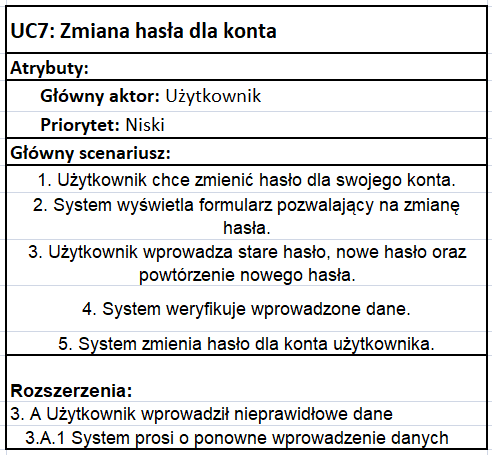 UC7: Zmiana hasła dla konta
Atrybuty:
Główny aktor: Użytkownik
Priorytet: Niski
Główny scenariusz:
1. Użytkownik chce zmienić hasło dla swojego konta.
2. System wyświetla formularz pozwalający na zmianę
hasła.
3. Użytkownik wprowadza stare hasło, nowe hasło oraz
powtórzenie nowego hasła.
4. System weryfikuje wprowadzone dane.
5. System zmienia hasło dla konta użytkownika.
Rozszerzenia:
3. A Użytkownik wprowadził nieprawidłowe dane
3.A.1 System prosi o ponowne wprowadzenie danych